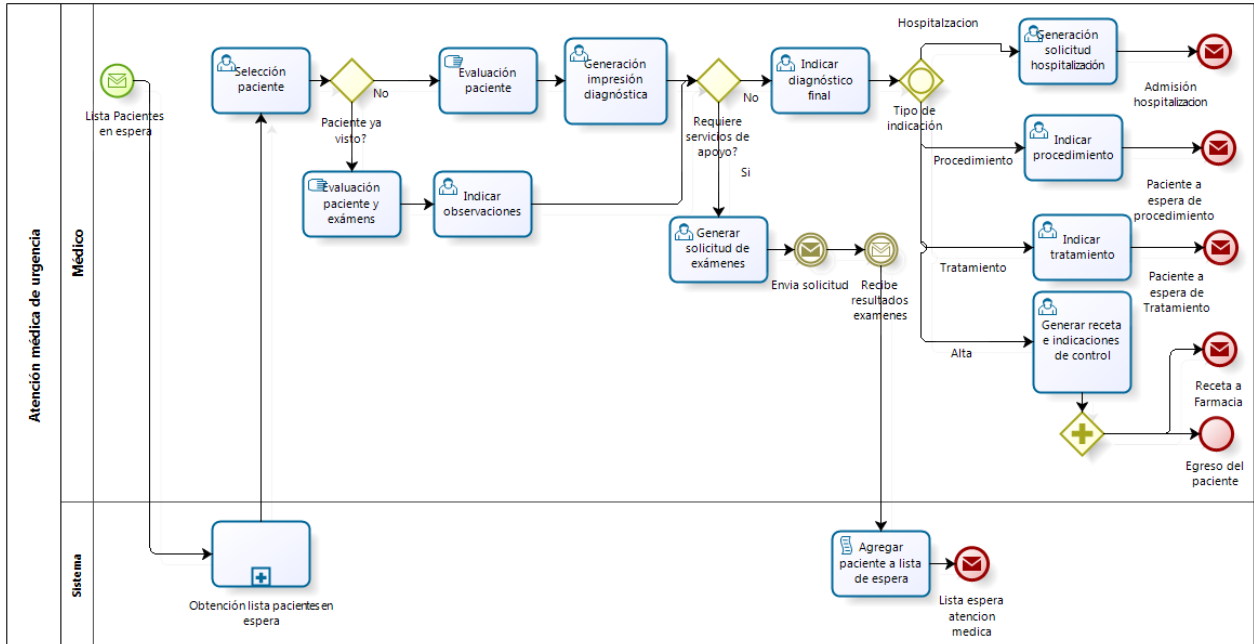 Atención médica de urgencia
Médico
Lista Pacientes
en espera
Selección
paciente
Paciente ya
visto?
No
Evaluación
paciente
Generación
impresión
diagnóstica
Evaluación
paciente y
exámens
Indicar
observaciones
Requiere
servicios de
apoyo?
No
Si
Indicar
diagnóstico
final
Generar
solicitud de
exámenes
Envia solicitud
Recibe
resultados
examenes
Tipo de
indicación
Hospitalzacion
Generación
solicitud
hospitalización
Admisión
hospitalizacion
Procedimiento
Indicar
procedimiento
Paciente a
espera de
procedimiento
Tratamiento
Indicar
tratamiento
Paciente a
espera de
Tratamiento
Alta
Generar receta
e indicaciones
de control
Receta a
Farmacia
Egreso del
paciente
Sistema
Obtención lista pacientes en
espera
Agregar
paciente a lista
de espera
Lista espera
atencion
medica